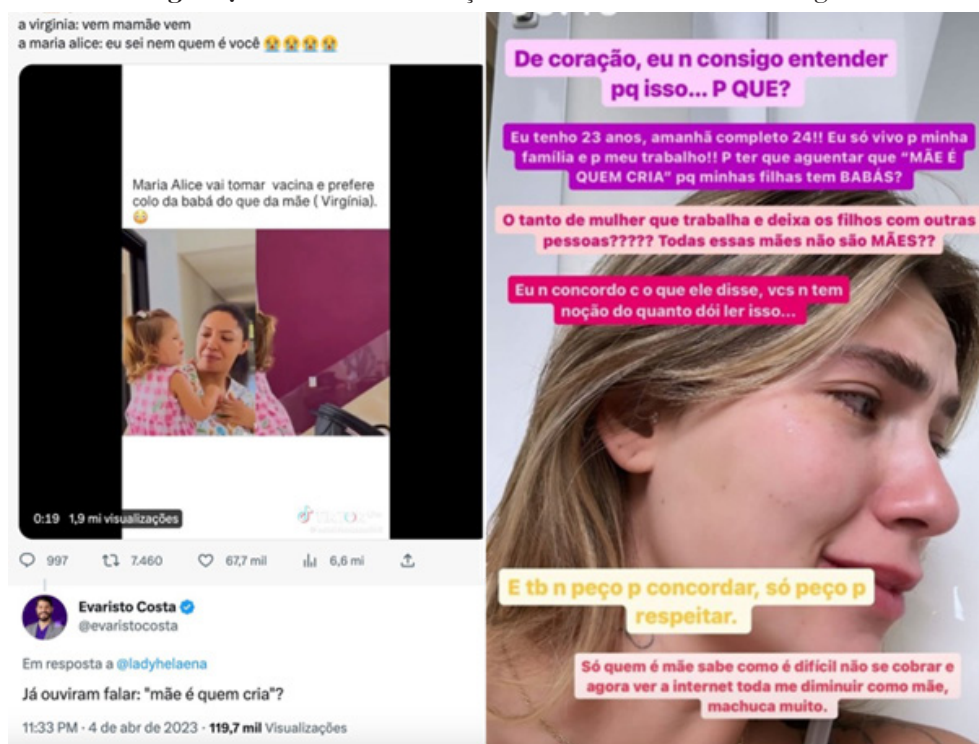 a virginia: vem mamãe vem
a maria alice: eu sei nem quem é você 😭😭😭😭
Maria Alice vai tomar vacina e prefere
colo da babá do que da mãe ( Virgínia).
😳
0:19 1,9 mi visualizações
997 7.460 67,7 mil 6,6 mi
Evaristo Costa
@evaristocosta
Em resposta a @ladyhelaena
Já ouviram falar: "mãe é quem cria"?
11:33 PM · 4 de abr de 2023 · 119,7 mil Visualizações
De coração, eu n consigo entender
pq isso... P QUE?
Eu tenho 23 anos, amanhã completo 24!! Eu só vivo p minha
família e p meu trabalho!! P ter que aguentar que “MÃE É
QUEM CRIA” pq minhas filhas tem BABÁS?
O tanto de mulher que trabalha e deixa os filhos com outras
pessoas????? Todas essas mães não são MÃES??
Eu n concordo c o que ele disse, vcs n tem
noção do quanto dói ler isso...
E tb n peço p concordar, só peço p
respeitar.
Só quem é mãe sabe como é difícil não se cobrar e
agora ver a internet toda me diminuir como mãe,
machuca muito.